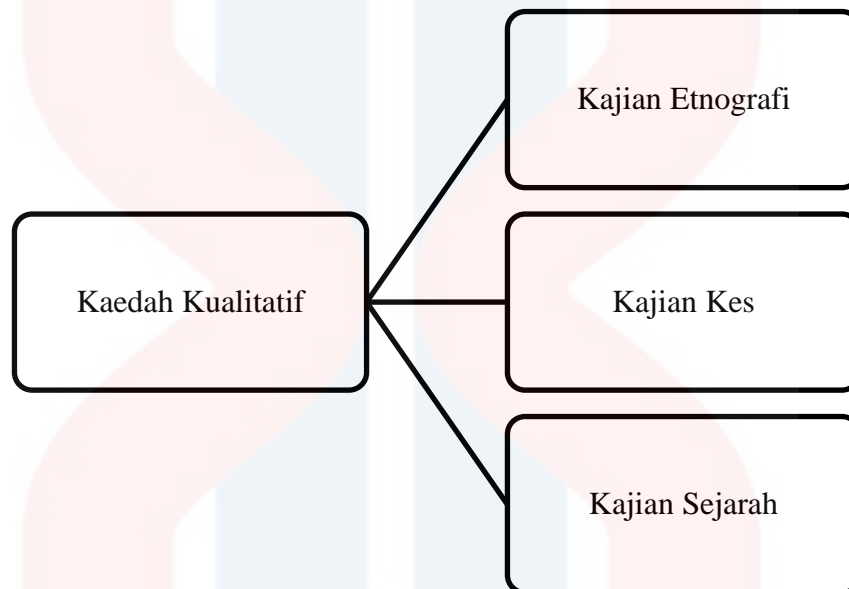 Kajian Etnografi
Kaedah Kualitatif
Kajian Kes
Kajian Sejarah